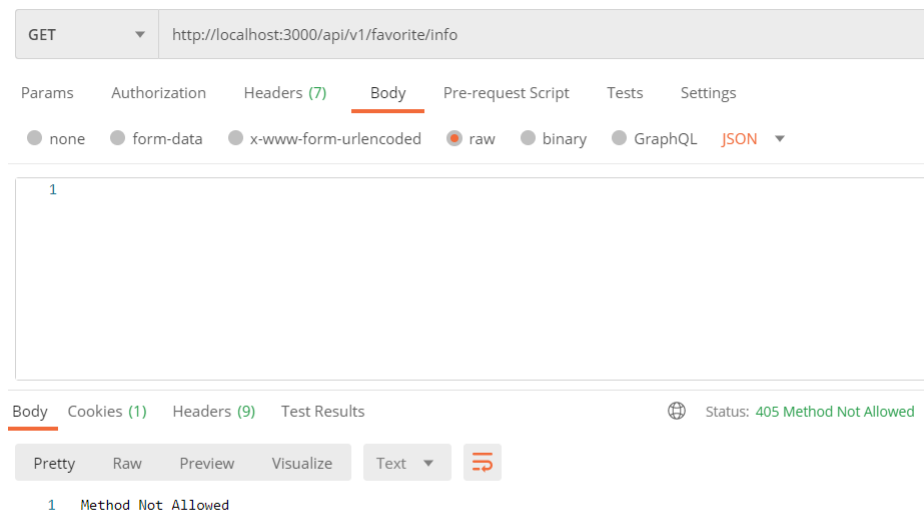 GET http://localhost:3000/api/v1/favorite/info
Params Authorization Headers (7) Body Pre-request Script Tests Settings
none form-data x-www-form-urlencoded raw binary GraphQL JSON
1
Body Cookies (1) Headers (9) Test Results Status: 405 Method Not Allowed
Pretty Raw Preview Visualize Text
1 Method Not Allowed